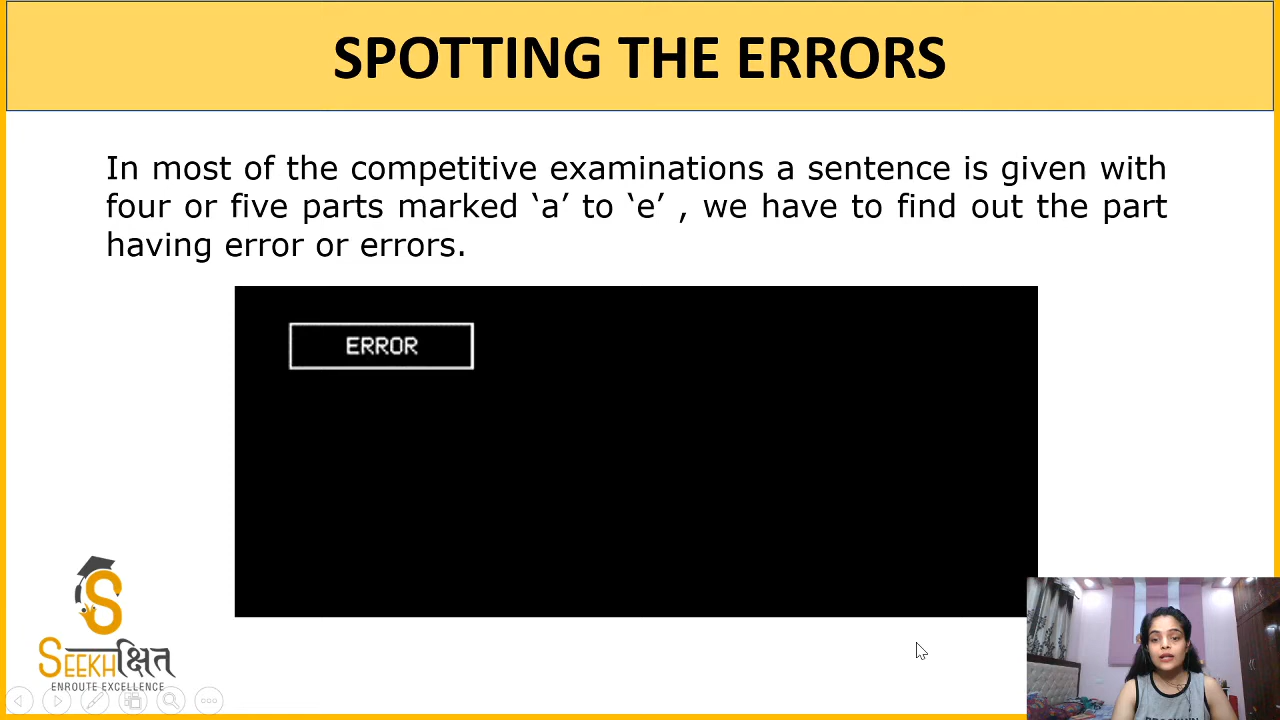 SPOTTING THE ERRORS
In most of the competitive examinations a sentence is given with
four or five parts marked ‘a’ to ‘e’ , we have to find out the part
having error or errors.
ERROR
S
SEEKHक्षित
ENROUTE EXCELLENCE